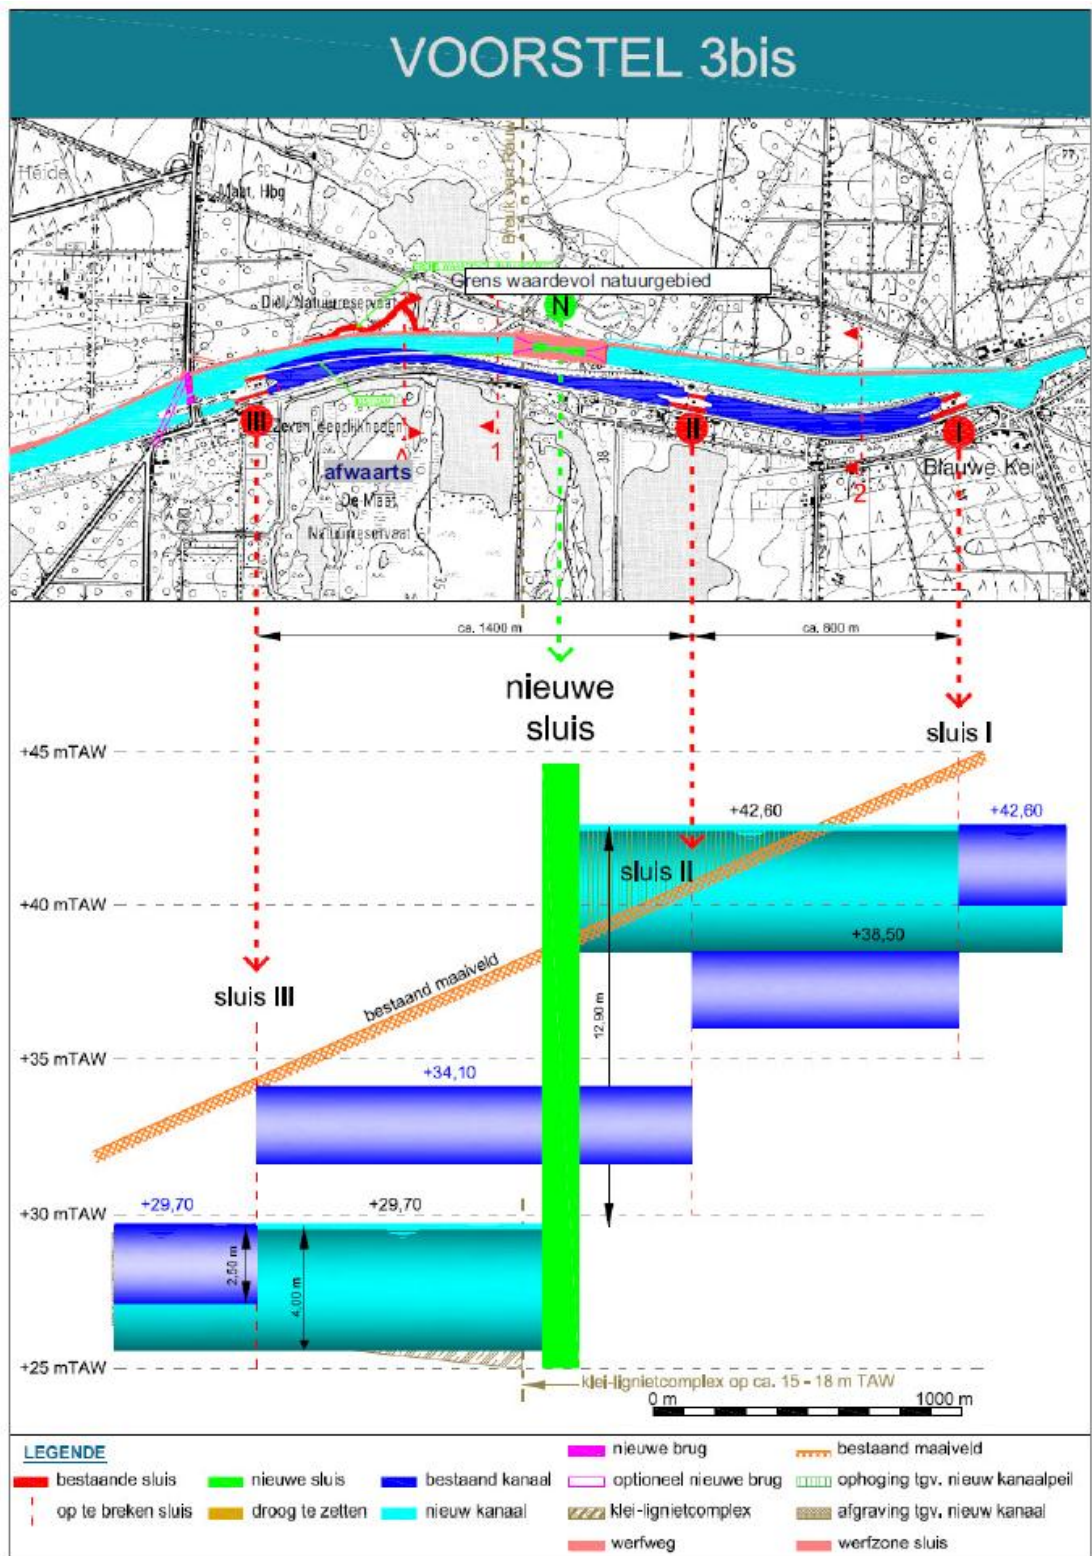 VOORSTEL 3bis
Heide
Maat. Hbg
Breuk van Rauw
Grens waardevol natuurgebied
Natuurreservaat
N
III
II
I
Zeven
1
2
afwaarts
De Maat
Natuurreservaat
Blauwe Kei
35
38
ca. 1400 m
ca. 600 m
nieuwe
sluis
sluis I
+45 mTAW
+42,60
+42,60
sluis II
+40 mTAW
+38,50
sluis III
bestaand maaiveld
12,90 m
+35 mTAW
+34,10
+30 mTAW
+29,70
+29,70
2,50 m
4,00 m
+25 mTAW
klei-lignietcomplex op ca. 15 - 18 m TAW
0 m
1000 m
LEGENDE
nieuwe brug
bestaand maaiveld
bestaande sluis
nieuwe sluis
bestaand kanaal
optioneel nieuwe brug
ophoging tgv. nieuw kanaalpeil
op te breken sluis
droog te zetten
nieuw kanaal
klei-lignietcomplex
afgraving tgv. nieuw kanaal
werfweg
werfzone sluis